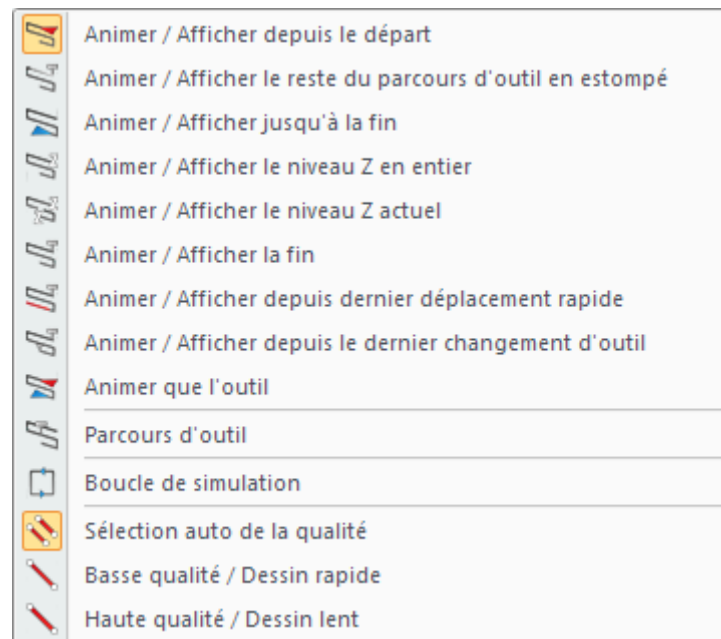 Animer / Afficher depuis le départ
Animer / Afficher le reste du parcours d'outil en estompé
Animer / Afficher jusqu'à la fin
Animer / Afficher le niveau Z en entier
Animer / Afficher le niveau Z actuel
Animer / Afficher la fin
Animer / Afficher depuis dernier déplacement rapide
Animer / Afficher depuis le dernier changement d'outil
Animer que l'outil
Parcours d'outil
Boucle de simulation
Sélection auto de la qualité
Basse qualité / Dessin rapide
Haute qualité / Dessin lent